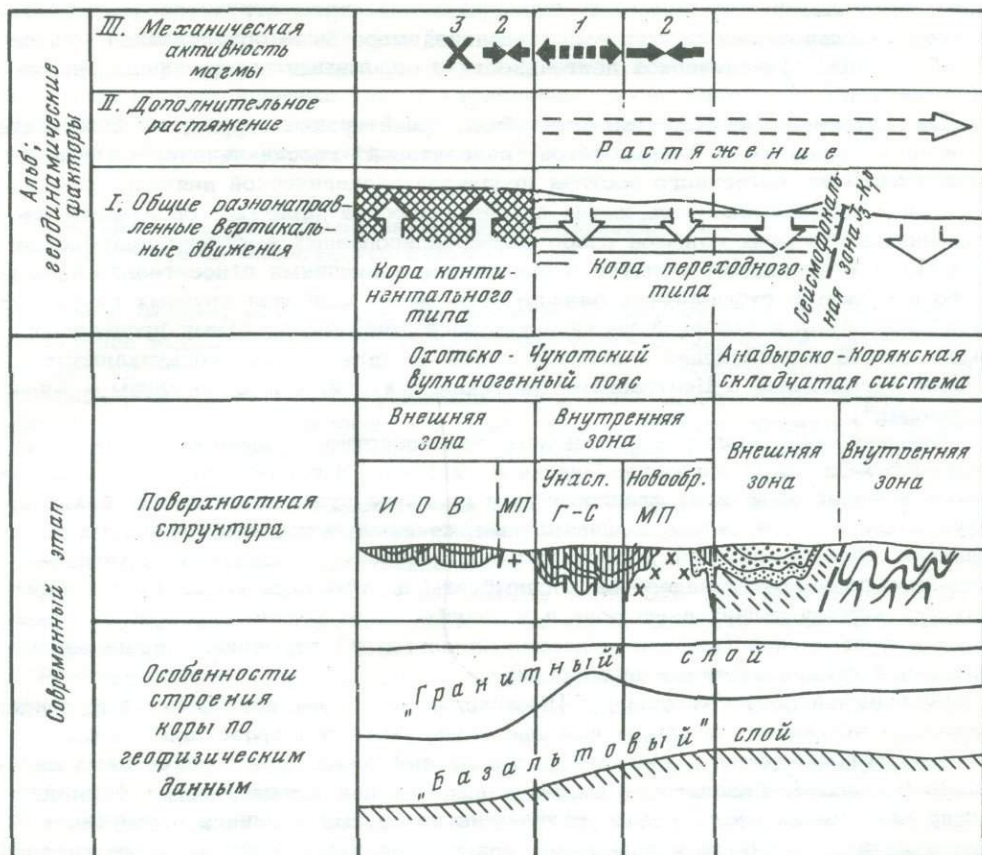 Альб;
геодинамические
факторы
III. Механическая
активность
магмы
3 2 1 2
II. Дополнительное
растяжение
Растяжение
I. Общие разнонаправ-
ленные вертикаль-
ные движения
Кора конти-
нентального
типа
Кора переходного
типа
Сейсмофокаль-
ная зона
Современный этап
Охотско-Чукотский
вулканогенный пояс
Анадырско-Корякская
складчатая система
Поверхностная
структура
Внешняя
зона
Внутренняя
зона
Внешняя
зона
Внутренняя
зона
И О В МП
Унасл.
Г-С
Новообр.
МП
Особенности
строения
коры по
геофизическим
данным
„Гранитный" слой
„Базальтовый" слой